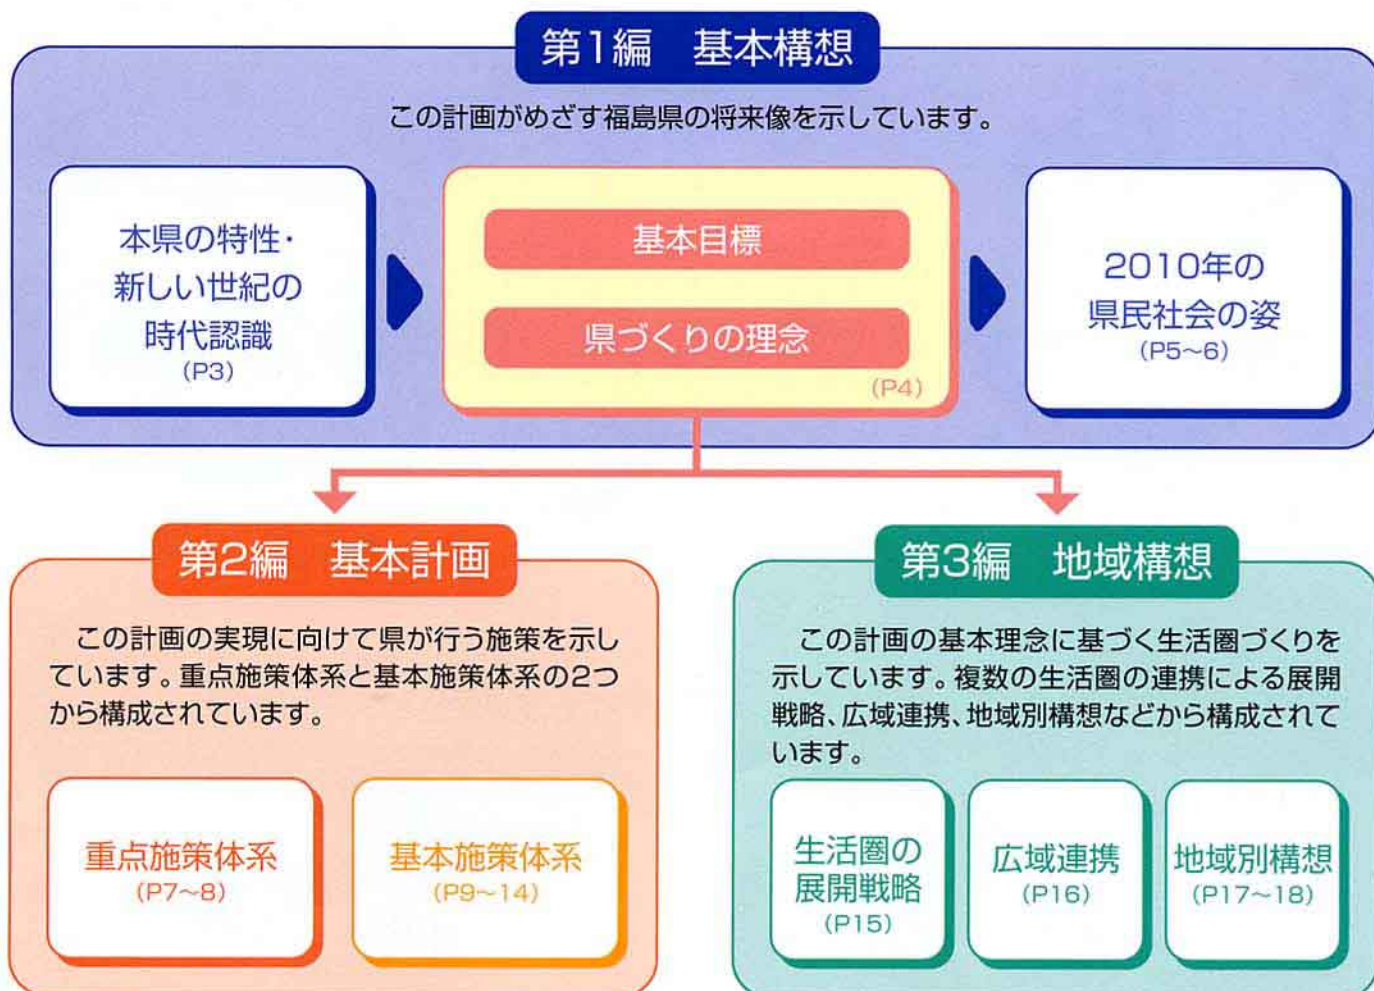 第1編　基本構想
この計画がめざす福島県の将来像を示しています。
本県の特性・
新しい世紀の
時代認識
(P3)
基本目標
県づくりの理念
(P4)
2010年の
県民社会の姿
(P5〜6)
第2編　基本計画
この計画の実現に向けて県が行う施策を示し
ています。重点施策体系と基本施策体系の2つ
から構成されています。
重点施策体系
(P7〜8)
基本施策体系
(P9〜14)
第3編　地域構想
この計画の基本理念に基づく生活圏づくりを
示しています。複数の生活圏の連携による展開
戦略、広域連携、地域別構想などから構成されて
います。
生活圏の
展開戦略
(P15)
広域連携
(P16)
地域別構想
(P17〜18)